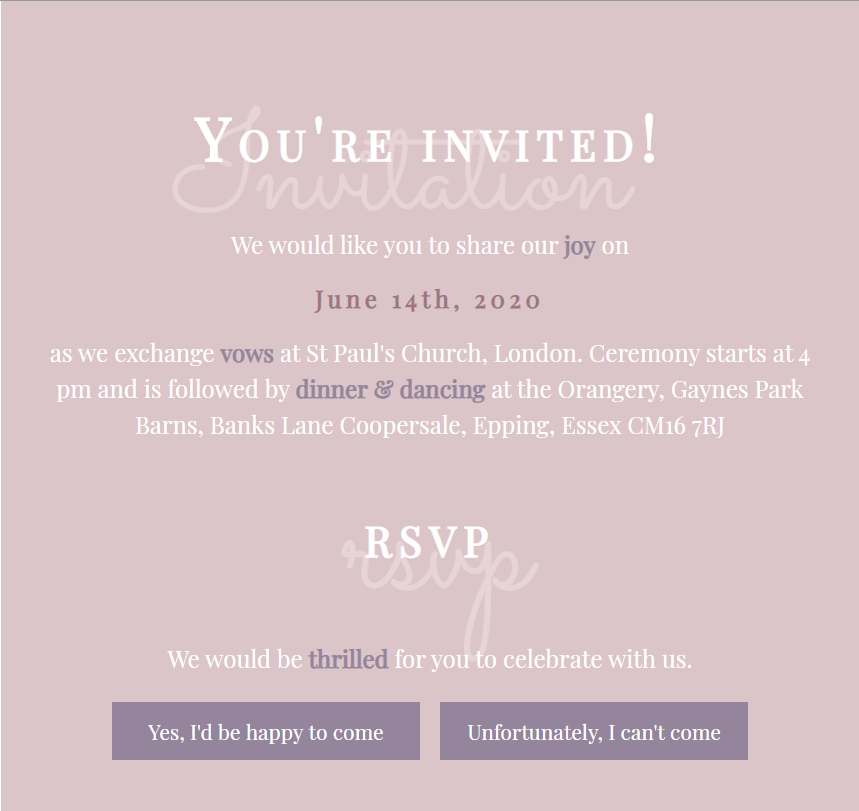 You're invited!
Invitation
We would like you to share our joy on
June 14th, 2020
as we exchange vows at St Paul's Church, London. Ceremony starts at 4
pm and is followed by dinner & dancing at the Orangery, Gaynes Park
Barns, Banks Lane Coopersale, Epping, Essex CM16 7RJ
RSVP
rsvp
We would be thrilled for you to celebrate with us.
Yes, I'd be happy to come
Unfortunately, I can't come